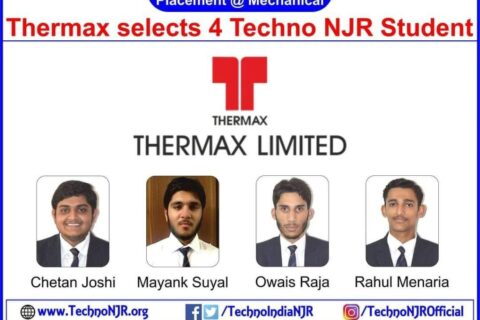 Placement @ Mechanical
Thermax selects 4 Techno NJR Student
THERMAX
THERMAX LIMITED
Chetan Joshi Mayank Suyal Owais Raja Rahul Menaria
www.TechnoNJR.org /TechnoIndiaNJR /TechnoNJROfficial